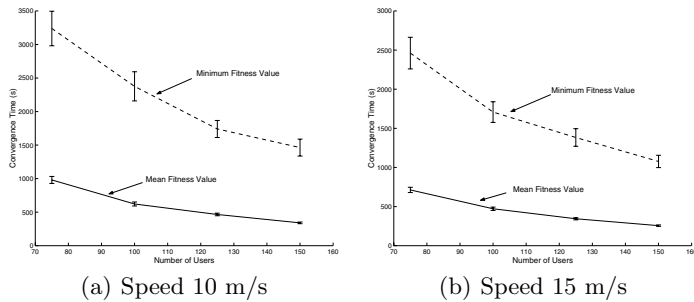 3500
3000
2500
2000
1500
1000
500
0
Convergence Time (s)
Minimum Fitness Value
Mean Fitness Value
70 80 90 100 110 120 130 140 150 160
Number of Users
(a) Speed 10 m/s
3000
2500
2000
1500
1000
500
0
Convergence Time (s)
Minimum Fitness Value
Mean Fitness Value
70 80 90 100 110 120 130 140 150 16
Number of Users
(b) Speed 15 m/s